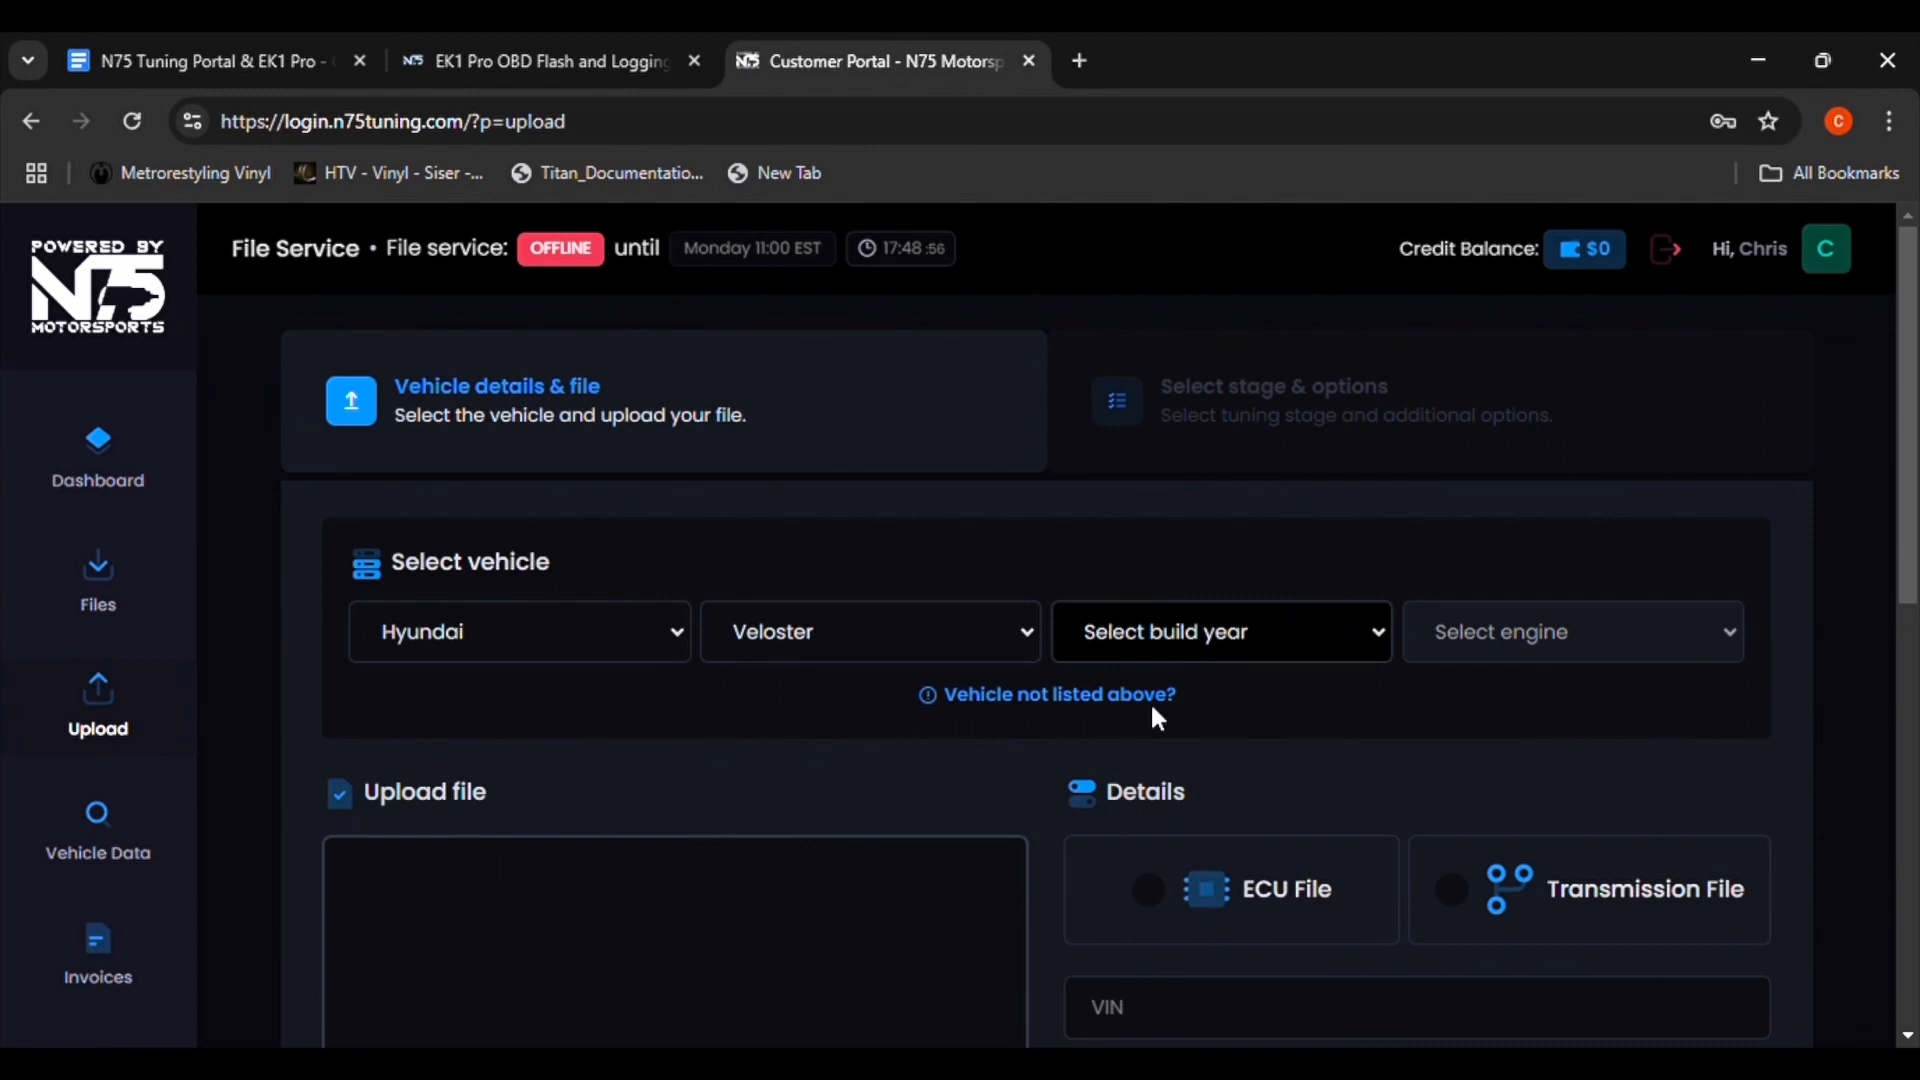 N75 Tuning Portal & EK1 Pro -
EK1 Pro OBD Flash and Logging
Customer Portal - N75 Motorsp
https://login.n75tuning.com/?p=upload
C
Metrorestyling Vinyl
HTV - Vinyl - Siser -...
Titan_Documentatio...
New Tab
All Bookmarks
POWERED BY
N75
MOTORSPORTS
File Service • File service: OFFLINE until Monday 11:00 EST 17:48:56
Credit Balance: $0
Hi, Chris
C
Vehicle details & file
Select the vehicle and upload your file.
Select stage & options
Select tuning stage and additional options.
Dashboard
Files
Upload
Vehicle Data
Invoices
Select vehicle
Hyundai
Veloster
Select build year
Select engine
Vehicle not listed above?
Upload file
Details
ECU File
Transmission File
VIN